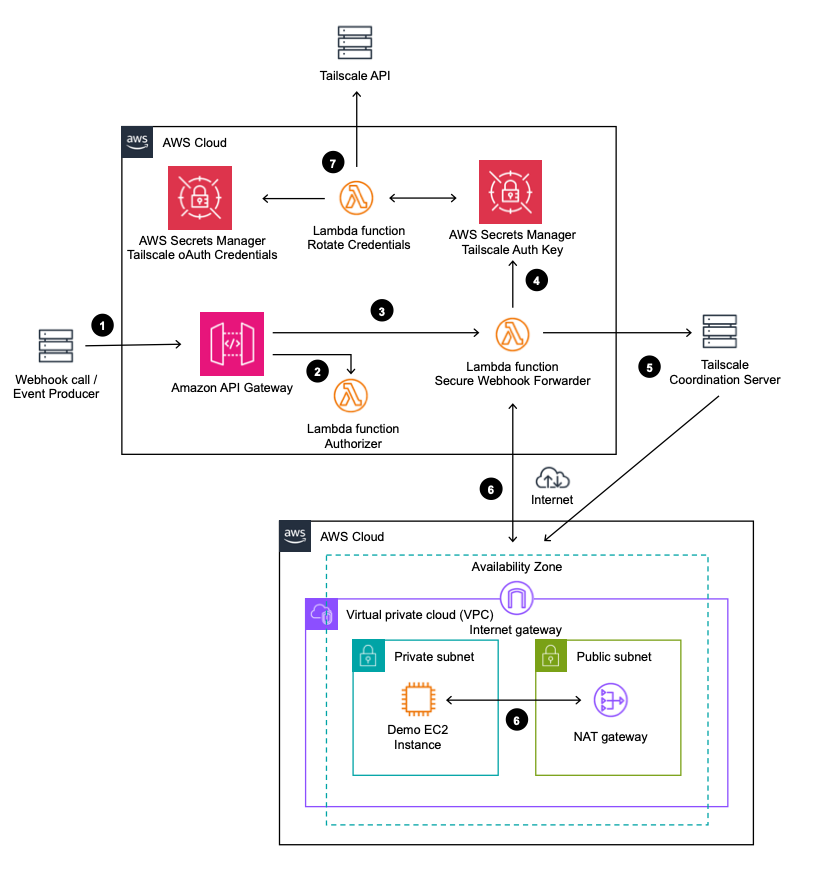 Tailscale API
aws
AWS Cloud
7
AWS Secrets Manager
Tailscale oAuth Credentials
Lambda function
Rotate Credentials
AWS Secrets Manager
Tailscale Auth Key
4
1
3
Webhook call /
Event Producer
Amazon API Gateway
2
Lambda function
Authorizer
Lambda function
Secure Webhook Forwarder
5
Tailscale
Coordination Server
6
Internet
aws
AWS Cloud
Availability Zone
Virtual private cloud (VPC)
Internet gateway
Private subnet
Public subnet
Demo EC2
Instance
6
NAT gateway